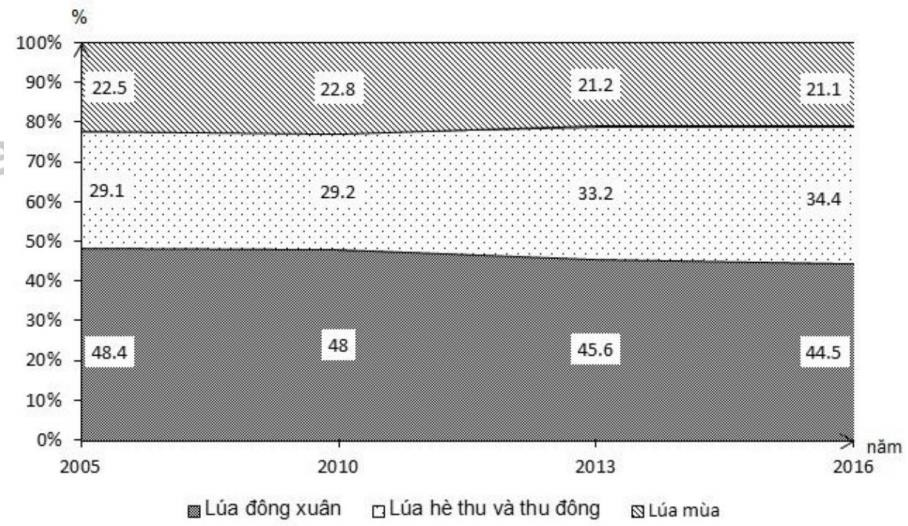 %
100%
90%
22.5 22.8 21.2 21.1
80%
70%
29.1 29.2 33.2 34.4
60%
50%
40%
30%
48.4 48 45.6 44.5
20%
10%
0%
năm
2005 2010 2013 2016
Lúa đông xuân Lúa hè thu và thu đông Lúa mùa